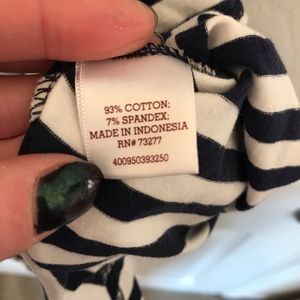 93% COTTON;
7% SPANDEX;
MADE IN INDONESIA
RN# 73277
400950393250